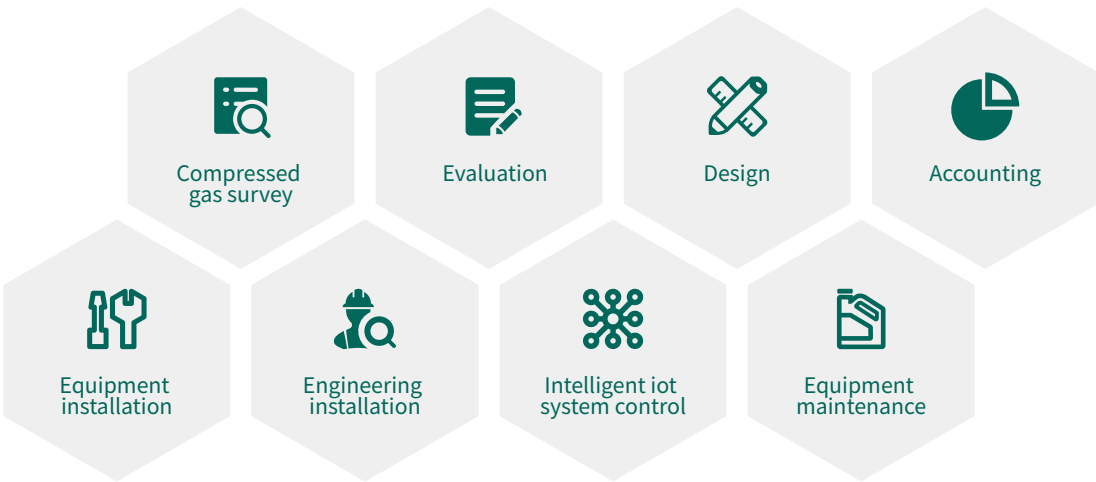 Compressed
gas survey
Evaluation
Design
Accounting
Equipment
installation
Engineering
installation
Intelligent iot
system control
Equipment
maintenance